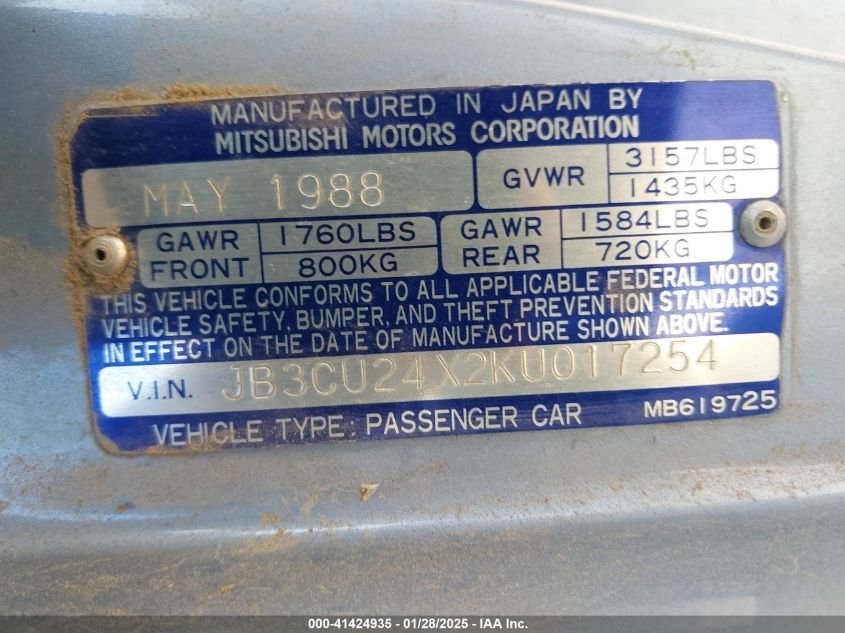 MANUFACTURED IN JAPAN BY
MITSUBISHI MOTORS CORPORATION
MAY 1988
GVWR 3157LBS
1435KG
GAWR FRONT 1760LBS
800KG
GAWR REAR 1584LBS
720KG
THIS VEHICLE CONFORMS TO ALL APPLICABLE FEDERAL MOTOR
VEHICLE SAFETY, BUMPER, AND THEFT PREVENTION STANDARDS
IN EFFECT ON THE DATE OF MANUFACTURE SHOWN ABOVE.
V.I.N. JB3CU24X2KU017254
VEHICLE TYPE: PASSENGER CAR MB619725
000-41424935 - 01/28/2025 - IAA Inc.